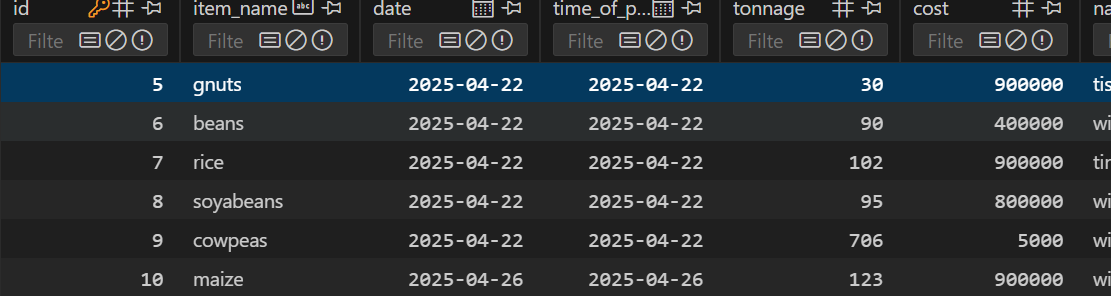 id item_name abc date time_of_p... tonnage cost na
Filte Filte Filte Filte Filte Filte
5 gnuts 2025-04-22 2025-04-22 30 900000 tis
6 beans 2025-04-22 2025-04-22 90 400000 wi
7 rice 2025-04-22 2025-04-22 102 900000 tin
8 soyabeans 2025-04-22 2025-04-22 95 800000 wi
9 cowpeas 2025-04-22 2025-04-22 706 5000 wi
10 maize 2025-04-26 2025-04-26 123 900000 wi